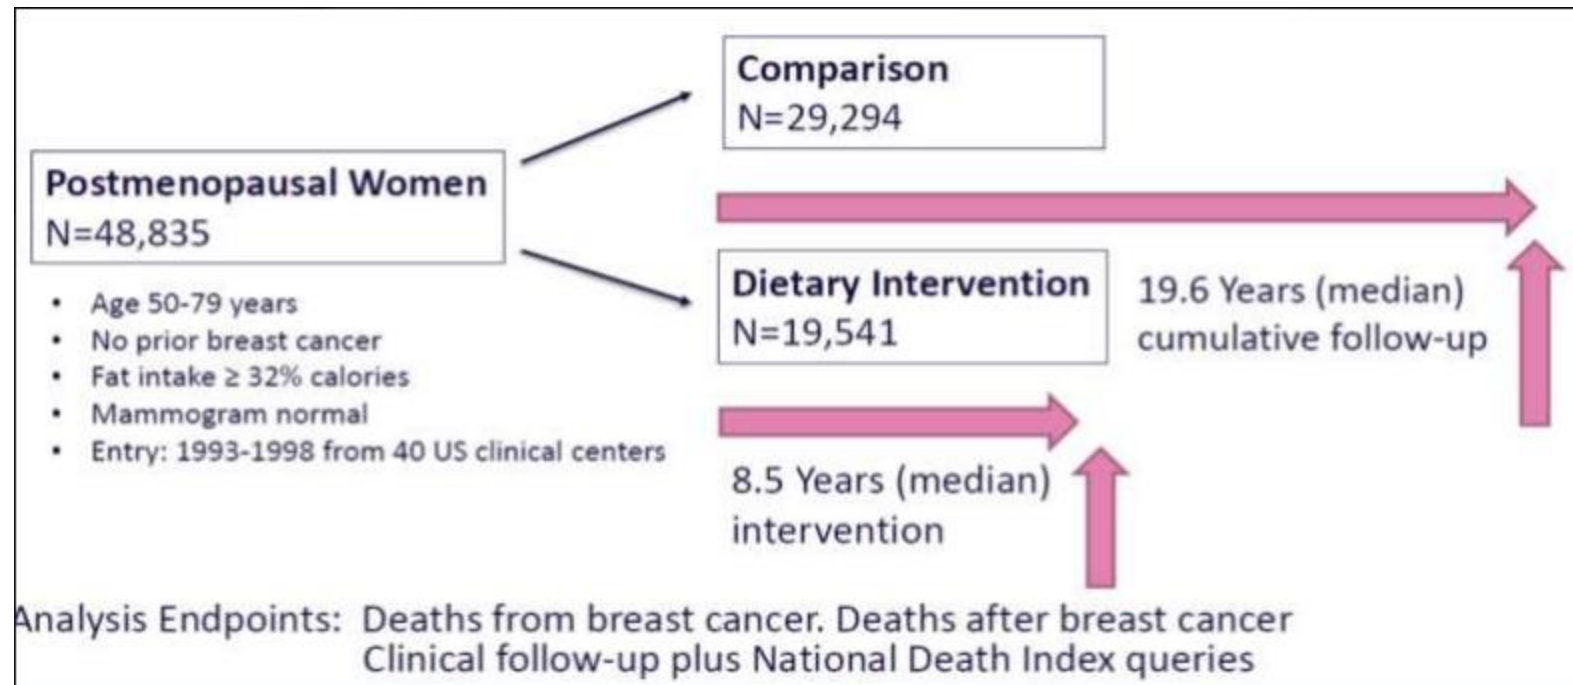 Comparison
N=29,294
Postmenopausal Women
N=48,835
• Age 50-79 years
• No prior breast cancer
• Fat intake ≥ 32% calories
• Mammogram normal
• Entry: 1993-1998 from 40 US clinical centers
Dietary Intervention
N=19,541
19.6 Years (median)
cumulative follow-up
8.5 Years (median)
intervention
Analysis Endpoints: Deaths from breast cancer. Deaths after breast cancer
Clinical follow-up plus National Death Index queries